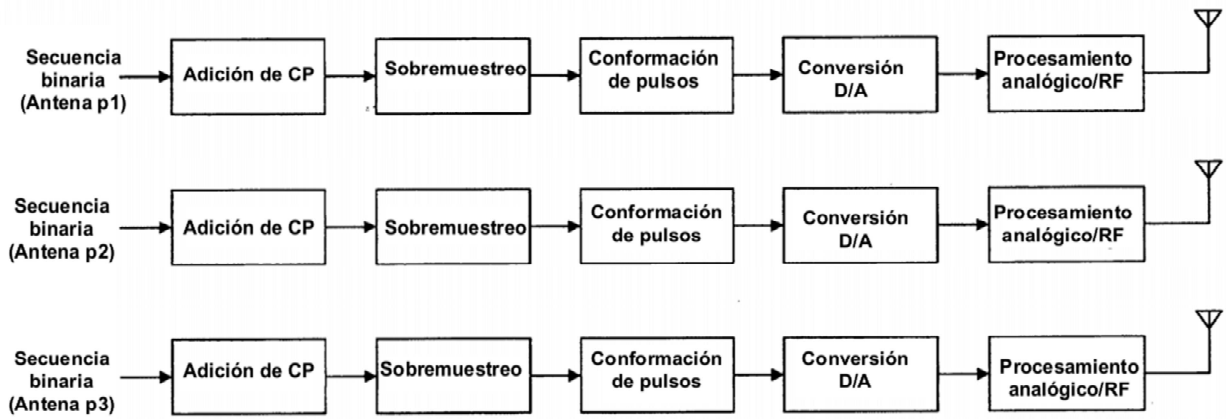 Secuencia
binaria
(Antena p1)
Adición de CP
Sobremuestreo
Conformación
de pulsos
Conversión
D/A
Procesamiento
analógico/RF
Secuencia
binaria
(Antena p2)
Adición de CP
Sobremuestreo
Conformación
de pulsos
Conversión
D/A
Procesamiento
analógico/RF
Secuencia
binaria
(Antena p3)
Adición de CP
Sobremuestreo
Conformación
de pulsos
Conversión
D/A
Procesamiento
analógico/RF